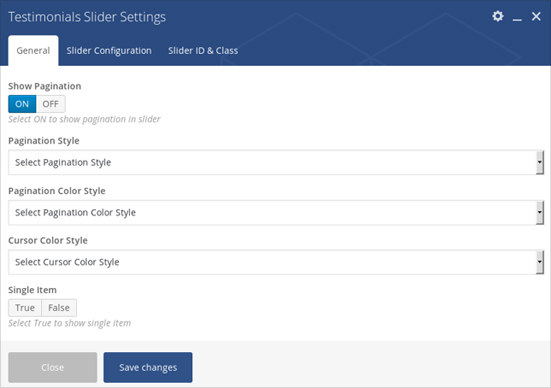 Testimonials Slider Settings
General
Slider Configuration
Slider ID & Class
Show Pagination
ON OFF
Select ON to show pagination in slider
Pagination Style
Select Pagination Style
Pagination Color Style
Select Pagination Color Style
Cursor Color Style
Select Cursor Color Style
Single Item
True False
Select True to show single item
Close
Save changes